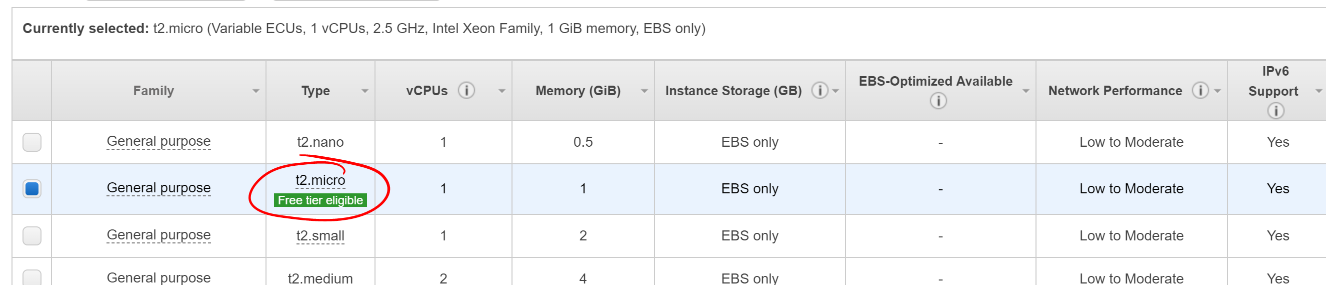 Currently selected: t2.micro (Variable ECUs, 1 vCPUs, 2.5 GHz, Intel Xeon Family, 1 GiB memory, EBS only)
Family Type vCPUs Memory (GiB) Instance Storage (GB) EBS-Optimized Available Network Performance IPv6 Support
General purpose t2.nano 1 0.5 EBS only - Low to Moderate Yes
General purpose t2.micro Free tier eligible 1 1 EBS only - Low to Moderate Yes
General purpose t2.small 1 2 EBS only - Low to Moderate Yes
General purpose t2.medium 2 4 EBS only - Low to Moderate Yes